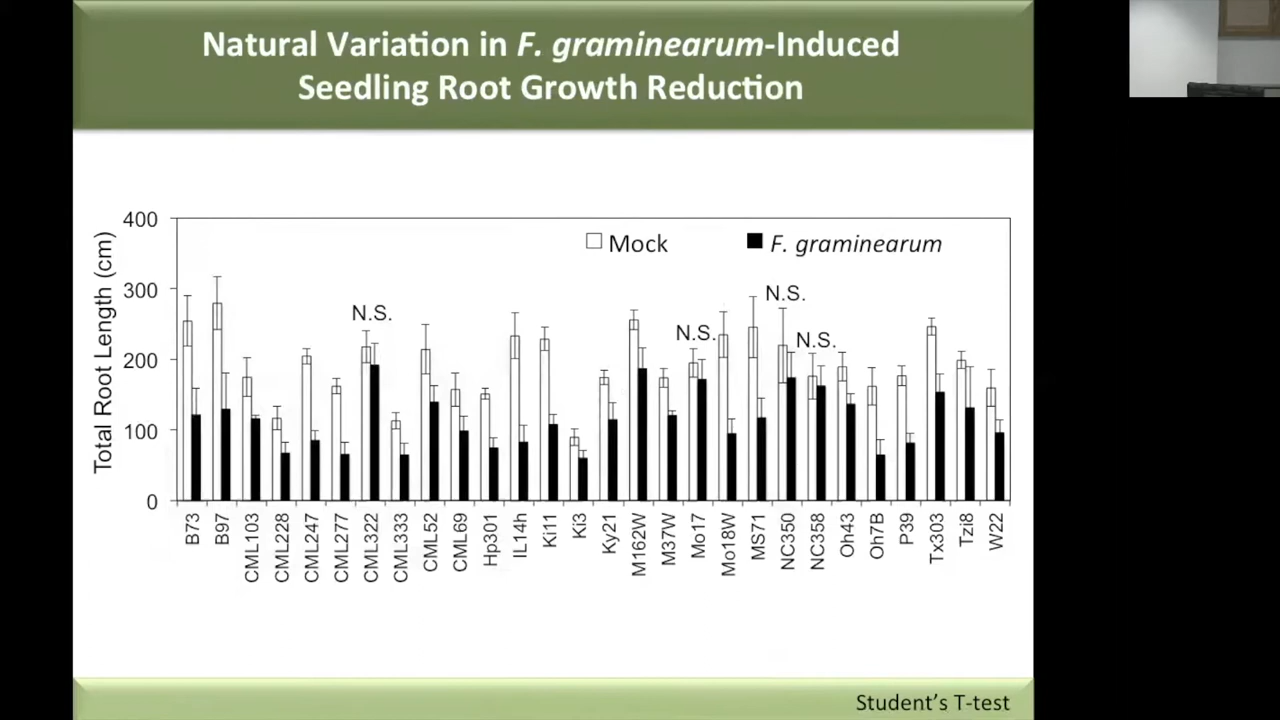 Natural Variation in F. graminearum-Induced
Seedling Root Growth Reduction
Total Root Length (cm)
400
300
200
100
0
Mock
F. graminearum
N.S.
N.S.
N.S.
N.S.
B73
B97
CML103
CML228
CML247
CML277
CML322
CML333
CML52
CML69
Hp301
IL14h
Ki11
Ki3
Ky21
M162W
M37W
Mo17
Mo18W
MS71
NC350
NC358
Oh43
Oh7B
P39
Tx303
Tzi8
W22
Student's T-test